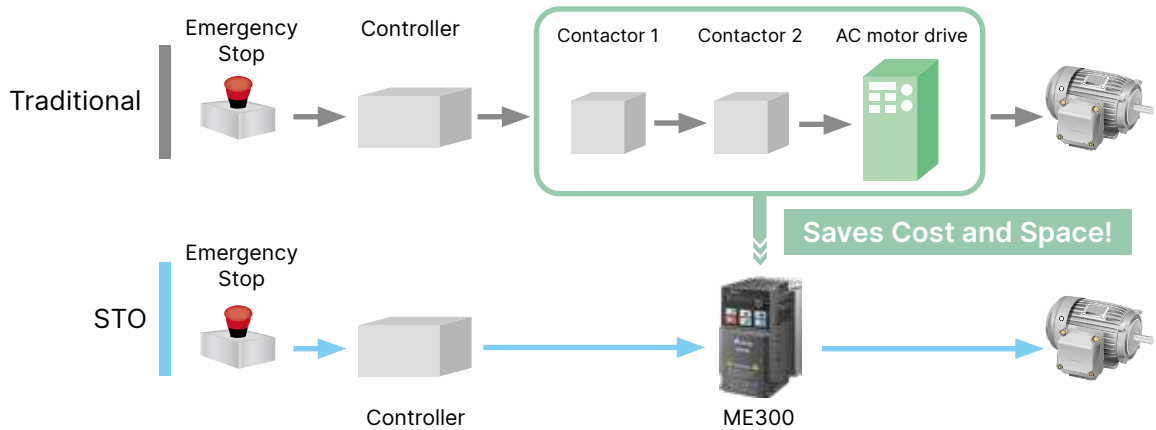 Emergency
Stop
Controller
Contactor 1
Contactor 2
AC motor drive
Traditional
Saves Cost and Space!
Emergency
Stop
STO
Controller
ME300